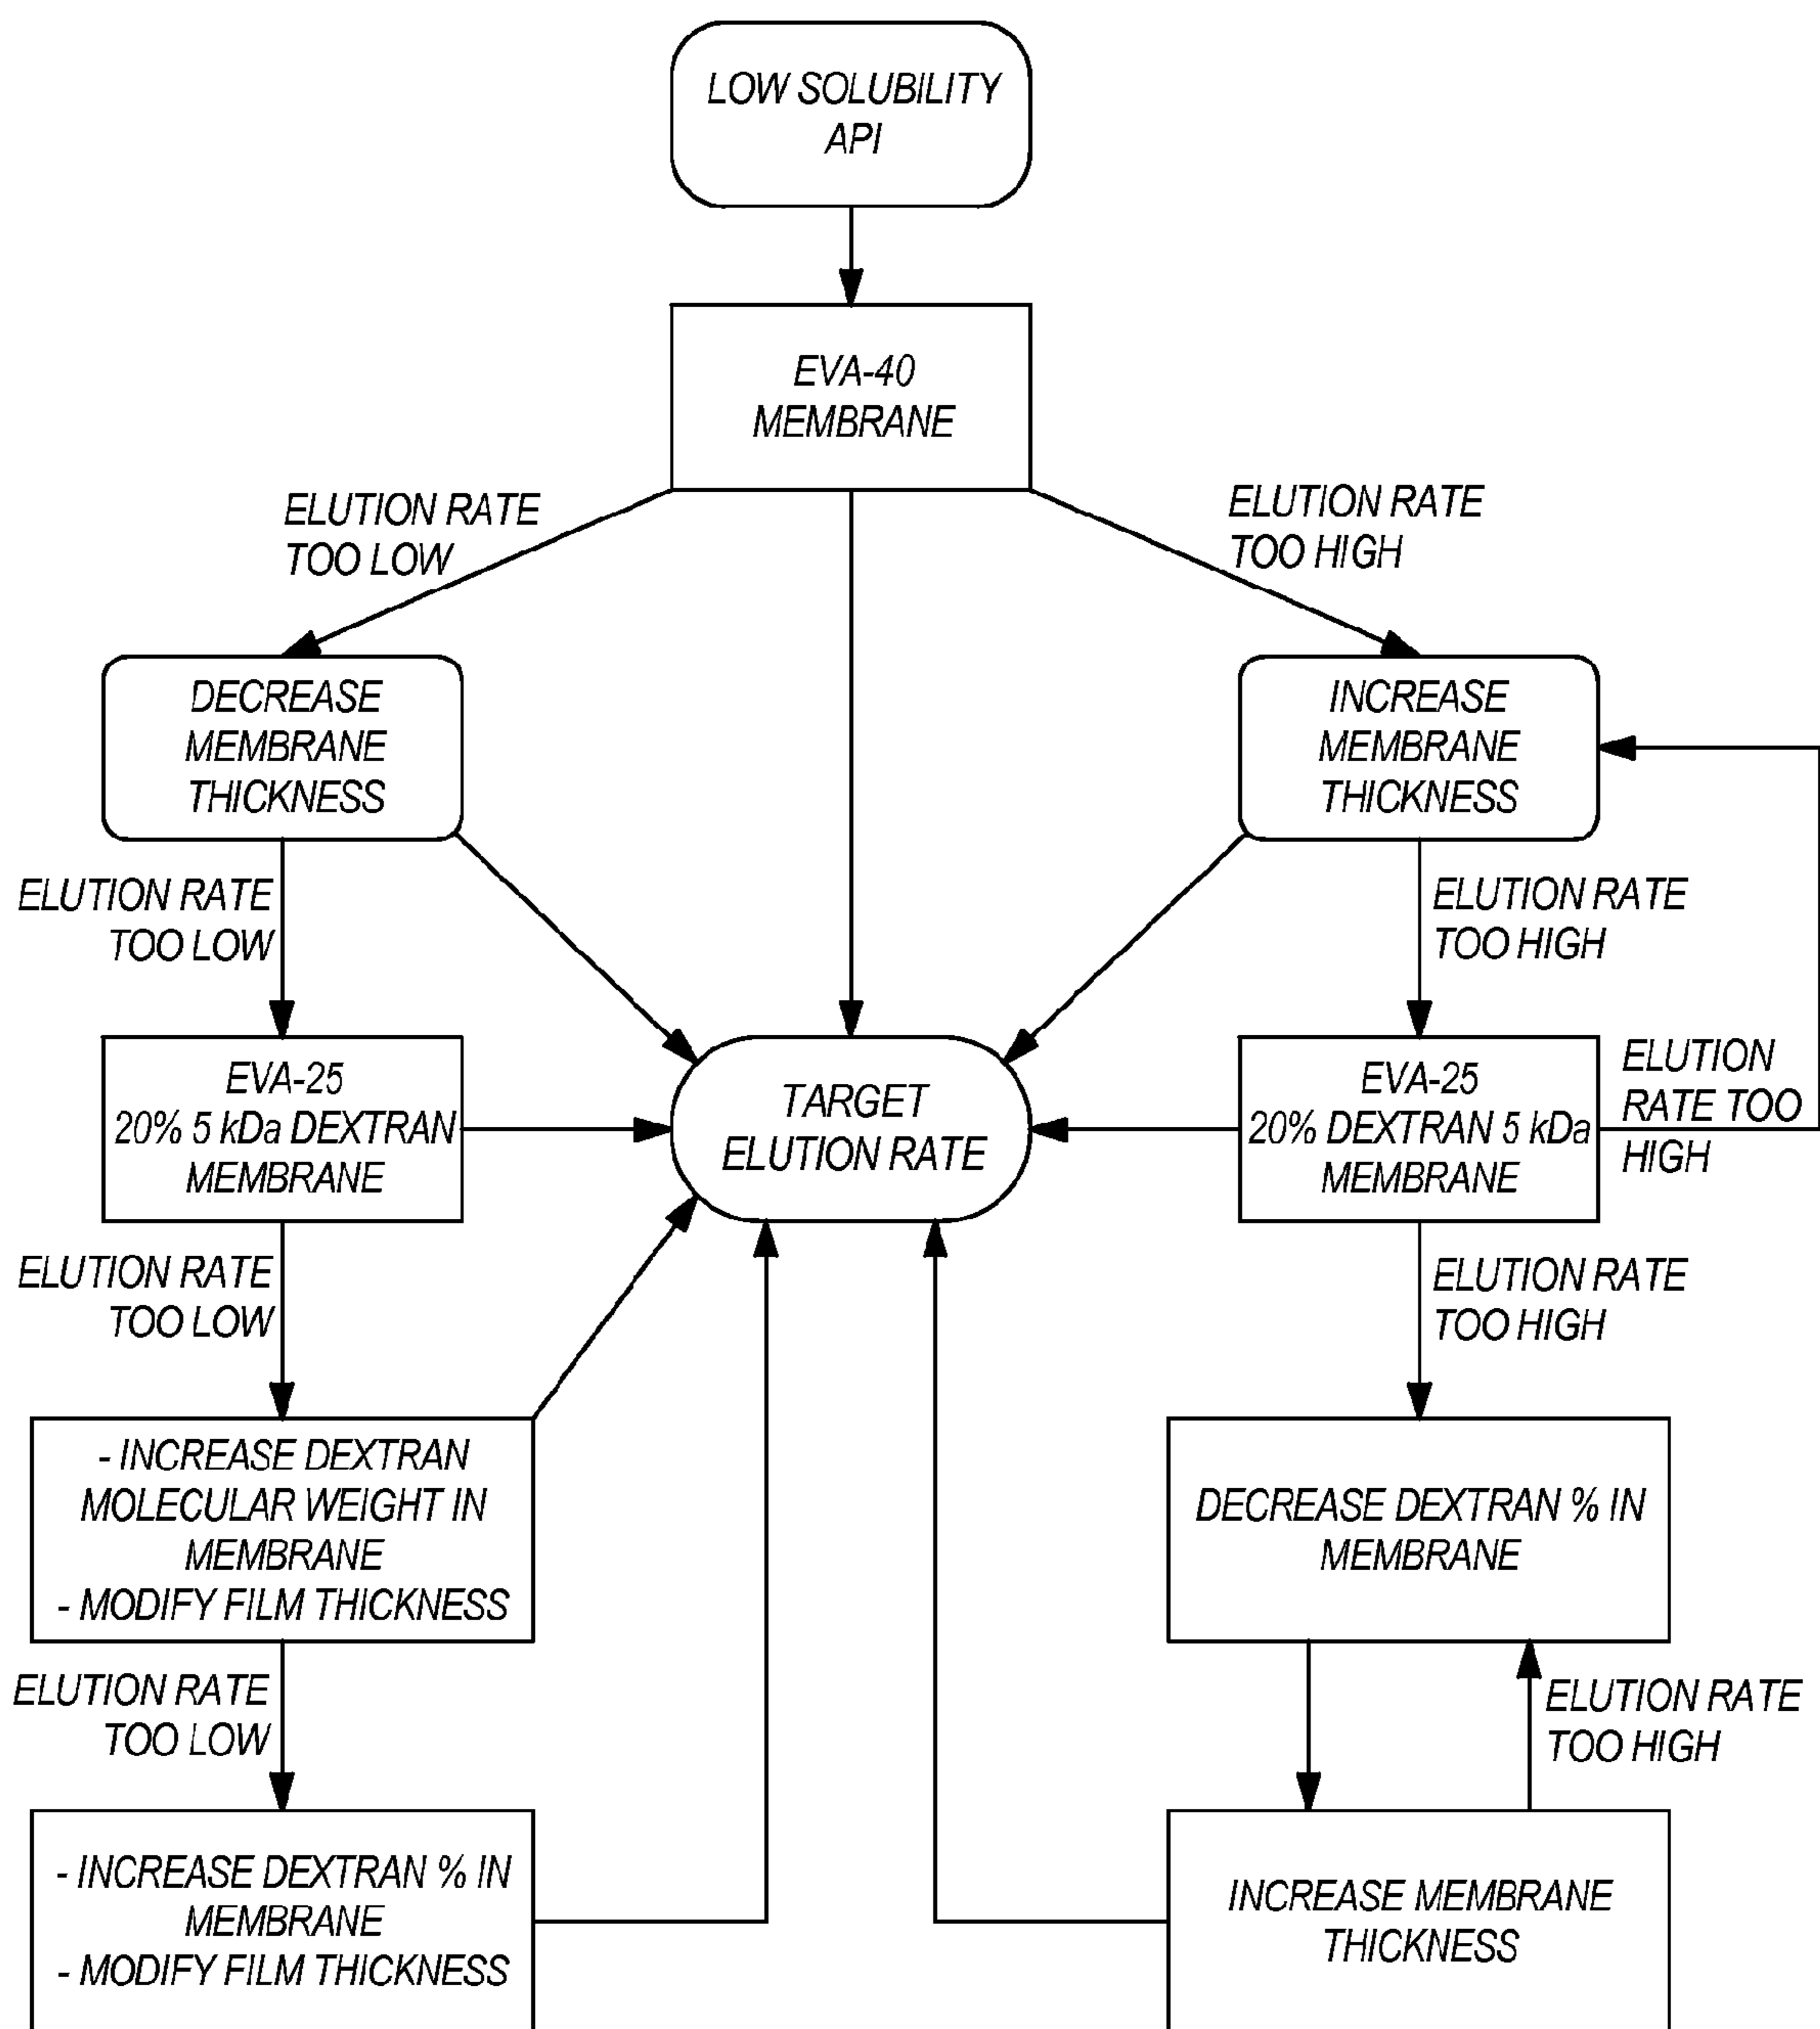 LOW SOLUBILITY
API
EVA-40
MEMBRANE
ELUTION RATE
TOO LOW
ELUTION RATE
TOO HIGH
DECREASE
MEMBRANE
THICKNESS
INCREASE
MEMBRANE
THICKNESS
ELUTION RATE
TOO LOW
ELUTION RATE
TOO HIGH
EVA-25
20% 5 kDa DEXTRAN
MEMBRANE
TARGET
ELUTION RATE
EVA-25
20% DEXTRAN 5 kDa
MEMBRANE
ELUTION
RATE TOO
HIGH
ELUTION RATE
TOO LOW
ELUTION RATE
TOO HIGH
- INCREASE DEXTRAN
MOLECULAR WEIGHT IN
MEMBRANE
- MODIFY FILM THICKNESS
DECREASE DEXTRAN % IN
MEMBRANE
ELUTION RATE
TOO LOW
ELUTION RATE
TOO HIGH
- INCREASE DEXTRAN % IN
MEMBRANE
- MODIFY FILM THICKNESS
INCREASE MEMBRANE
THICKNESS